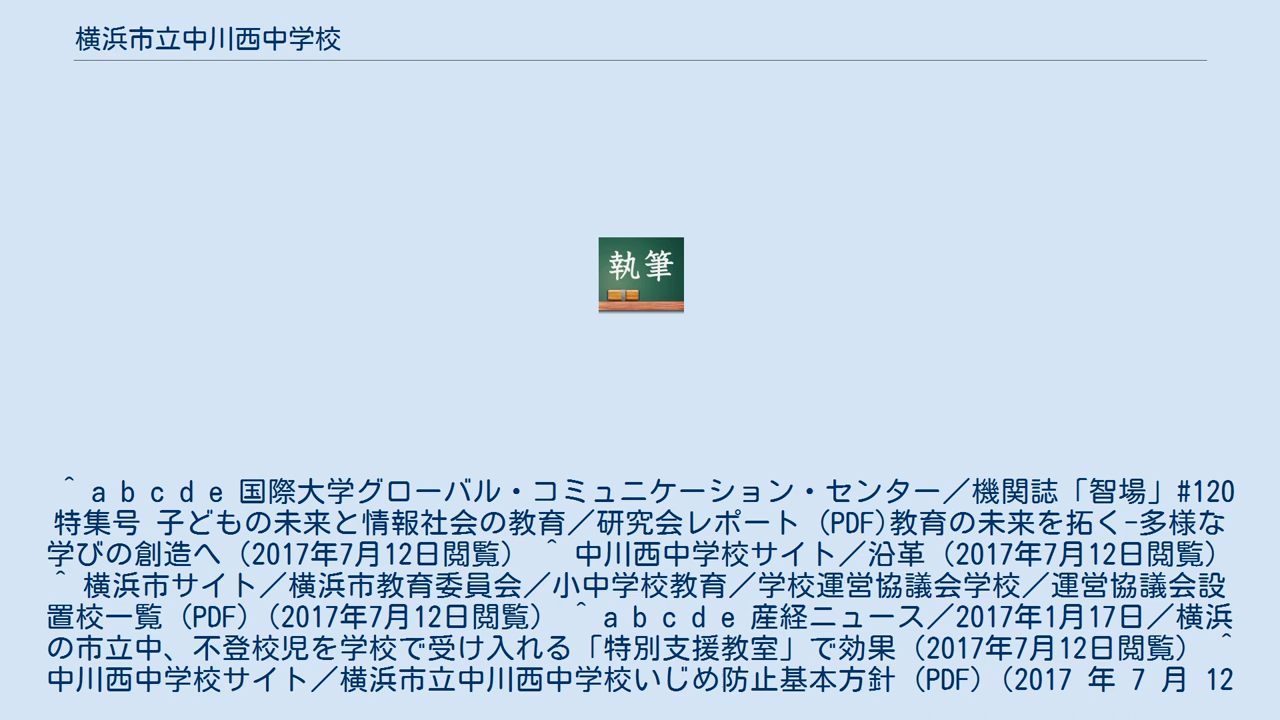 横浜市立中川西中学校
執筆
^ a b c d e 国際大学グローバル・コミュニケーション・センター／機関誌「智場」#120
特集号 子どもの未来と情報社会の教育／研究会レポート (PDF)教育の未来を拓く-多様な
学びの創造へ（2017年7月12日閲覧） ^ 中川西中学校サイト／沿革（2017年7月12日閲覧）
^ 横浜市サイト／横浜市教育委員会／小中学校教育／学校運営協議会学校／運営協議会設
置校一覧 (PDF)（2017年7月12日閲覧） ^ a b c d e 産経ニュース／2017年1月17日／横浜
の市立中、不登校児を学校で受け入れる「特別支援教室」で効果（2017年7月12日閲覧） ^
中川西中学校サイト／横浜市立中川西中学校いじめ防止基本方針 (PDF)（2017 年 7 月 12